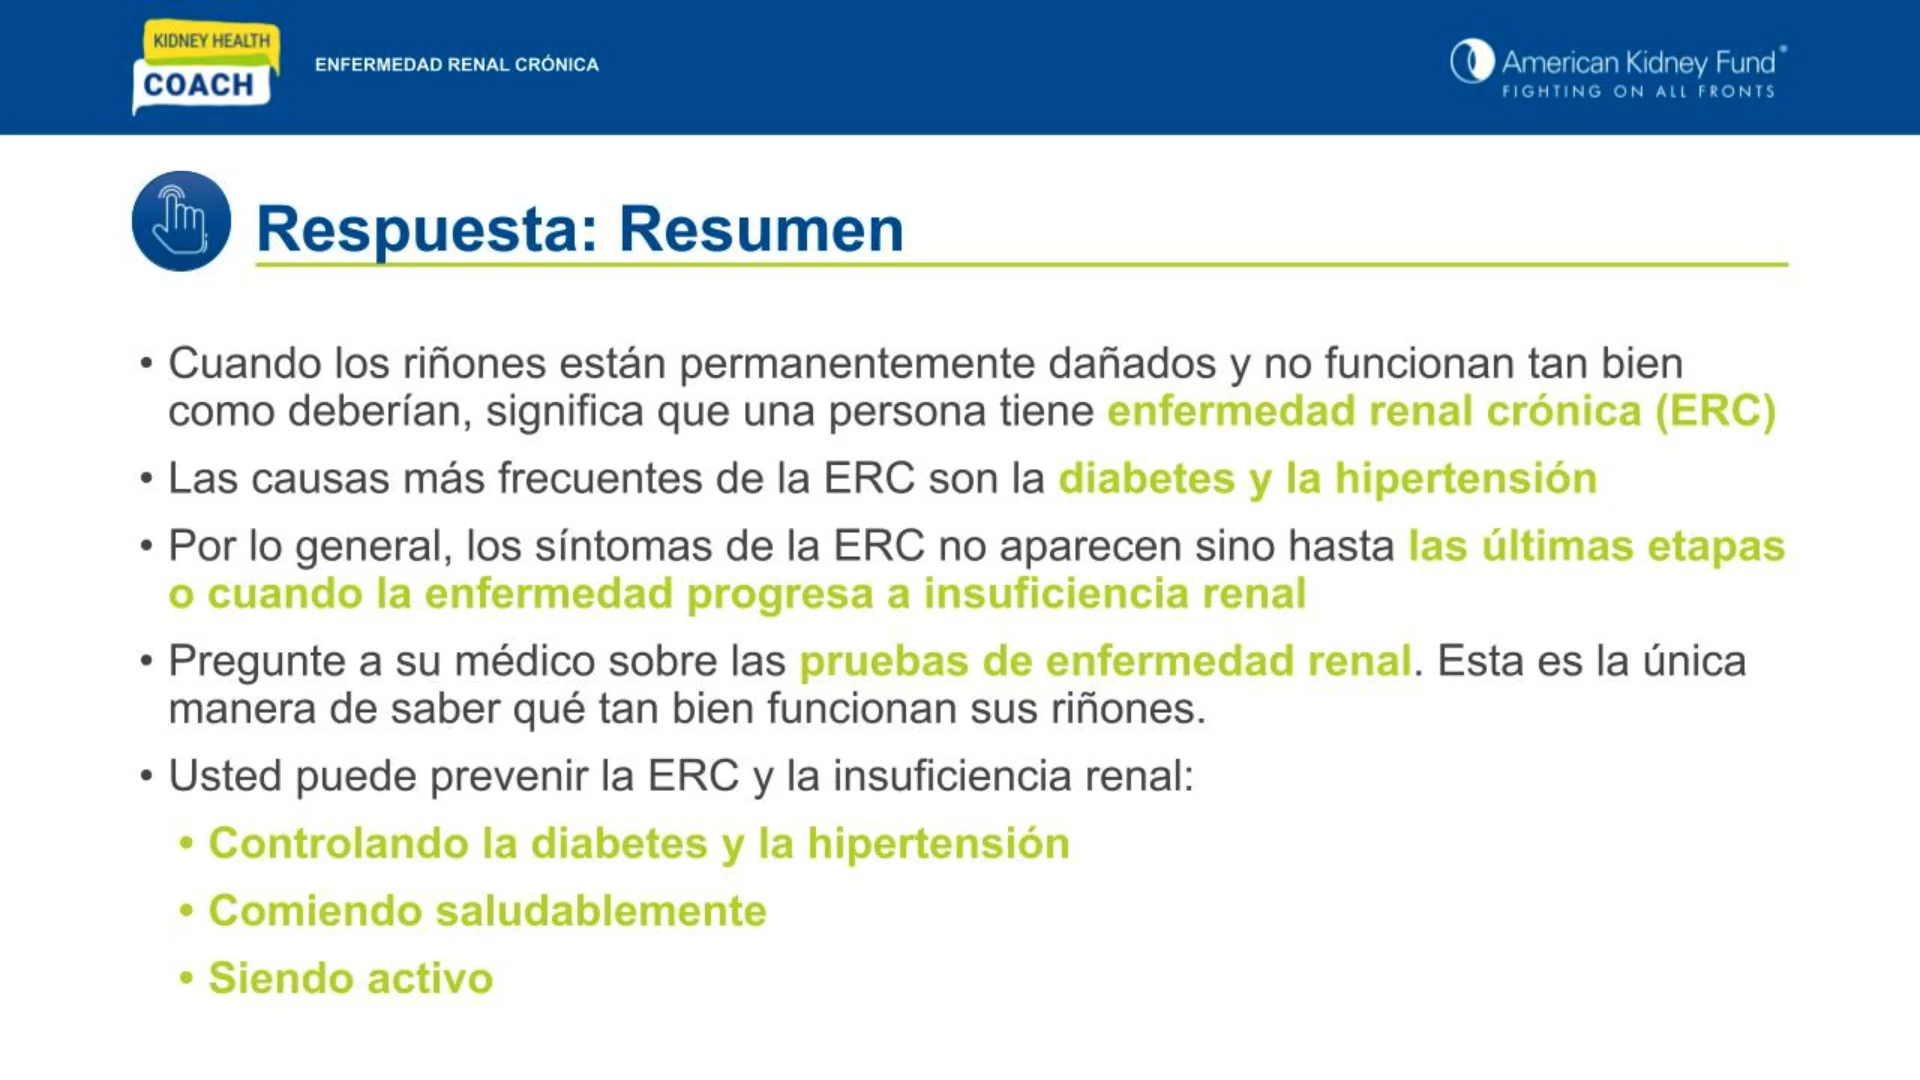 KIDNEY HEALTH
COACH
ENFERMEDAD RENAL CRÓNICA
American Kidney Fund®
FIGHTING ON ALL FRONTS
Respuesta: Resumen
• Cuando los riñones están permanentemente dañados y no funcionan tan bien
como deberían, significa que una persona tiene enfermedad renal crónica (ERC)
• Las causas más frecuentes de la ERC son la diabetes y la hipertensión
• Por lo general, los síntomas de la ERC no aparecen sino hasta las últimas etapas
o cuando la enfermedad progresa a insuficiencia renal
• Pregunte a su médico sobre las pruebas de enfermedad renal. Esta es la única
manera de saber qué tan bien funcionan sus riñones.
• Usted puede prevenir la ERC y la insuficiencia renal:
• Controlando la diabetes y la hipertensión
• Comiendo saludablemente
• Siendo activo